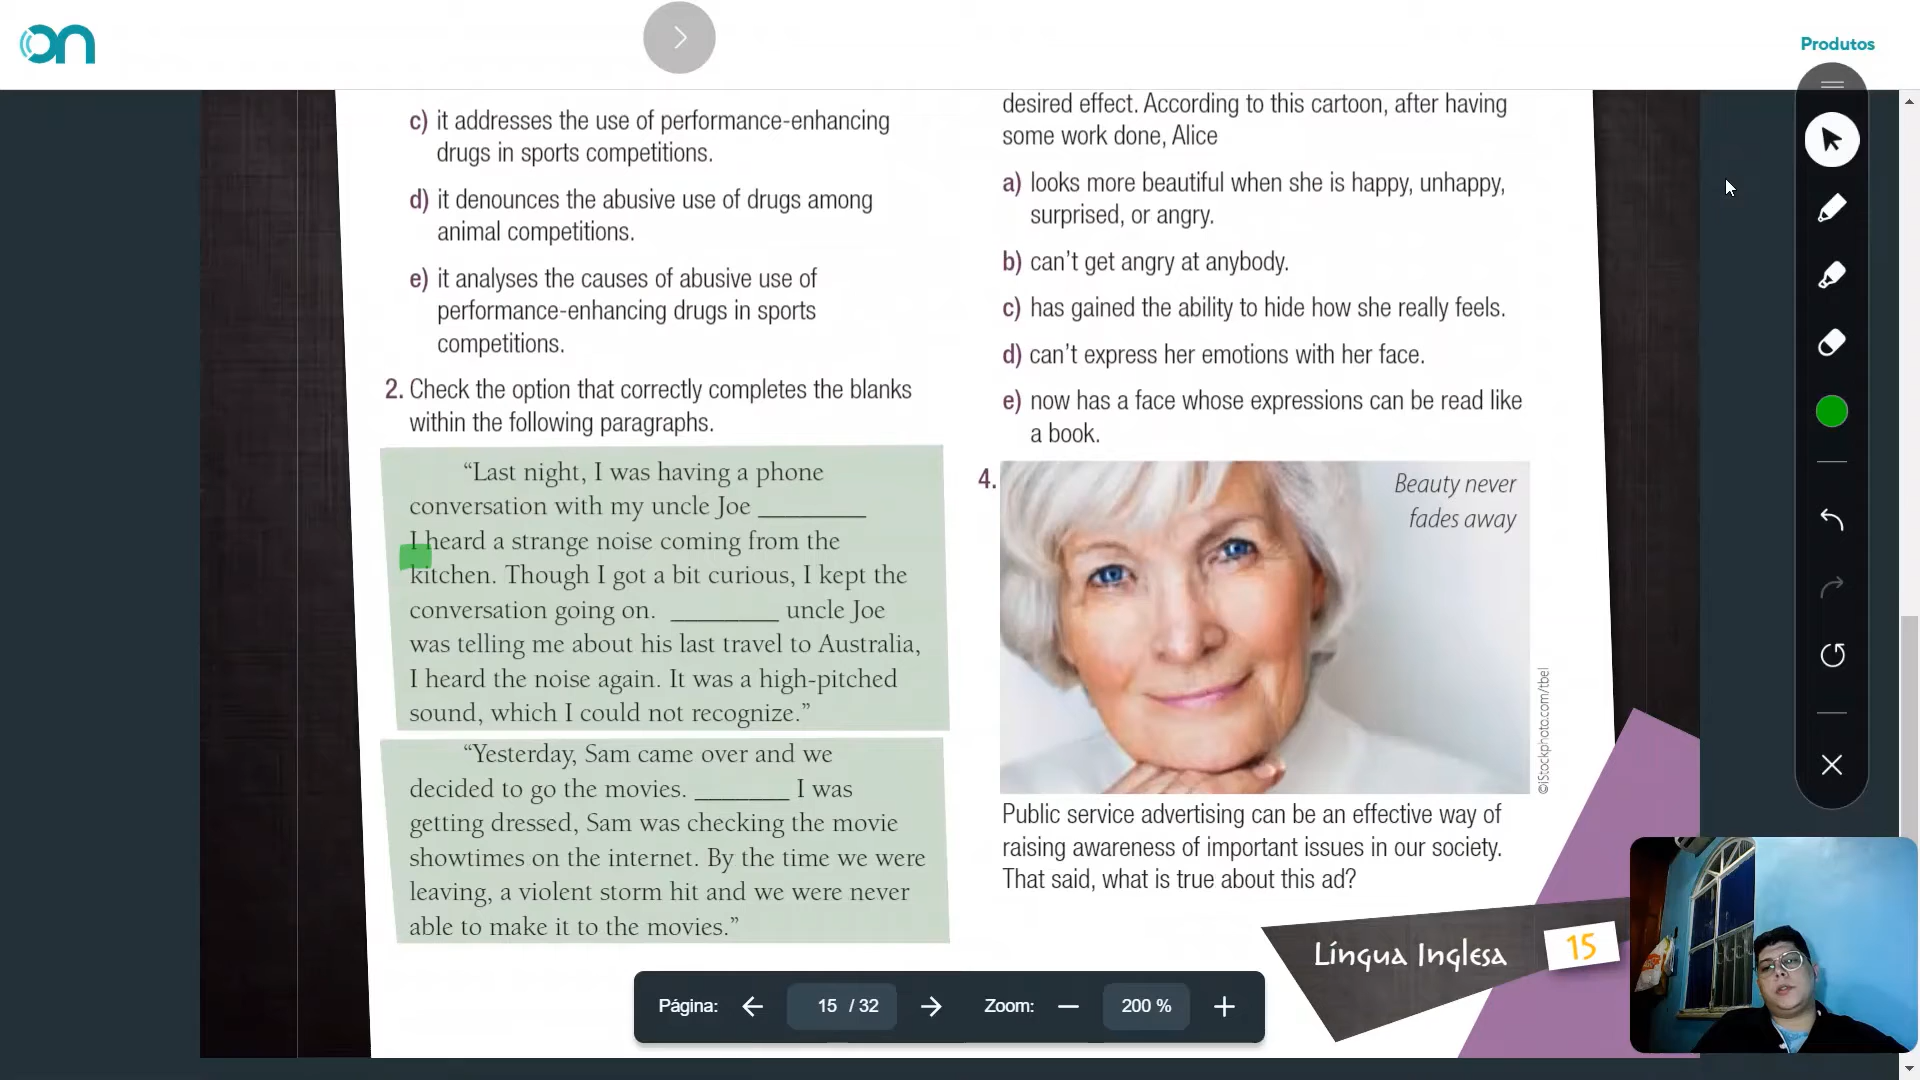 on
Produtos
c) it addresses the use of performance-enhancing
drugs in sports competitions.
d) it denounces the abusive use of drugs among
animal competitions.
e) it analyses the causes of abusive use of
performance-enhancing drugs in sports
competitions.
2. Check the option that correctly completes the blanks
within the following paragraphs.
“Last night, I was having a phone
conversation with my uncle Joe ________
I heard a strange noise coming from the
kitchen. Though I got a bit curious, I kept the
conversation going on. ________ uncle Joe
was telling me about his last travel to Australia,
I heard the noise again. It was a high-pitched
sound, which I could not recognize.”
“Yesterday, Sam came over and we
decided to go the movies. _______ I was
getting dressed, Sam was checking the movie
showtimes on the internet. By the time we were
leaving, a violent storm hit and we were never
able to make it to the movies.”
desired effect. According to this cartoon, after having
some work done, Alice
a) looks more beautiful when she is happy, unhappy,
surprised, or angry.
b) can’t get angry at anybody.
c) has gained the ability to hide how she really feels.
d) can’t express her emotions with her face.
e) now has a face whose expressions can be read like
a book.
4.
Beauty never
fades away
©iStockphoto.com/tbel
Public service advertising can be an effective way of
raising awareness of important issues in our society.
That said, what is true about this ad?
Língua Inglesa
15
Página: 15 / 32 Zoom: 200 %